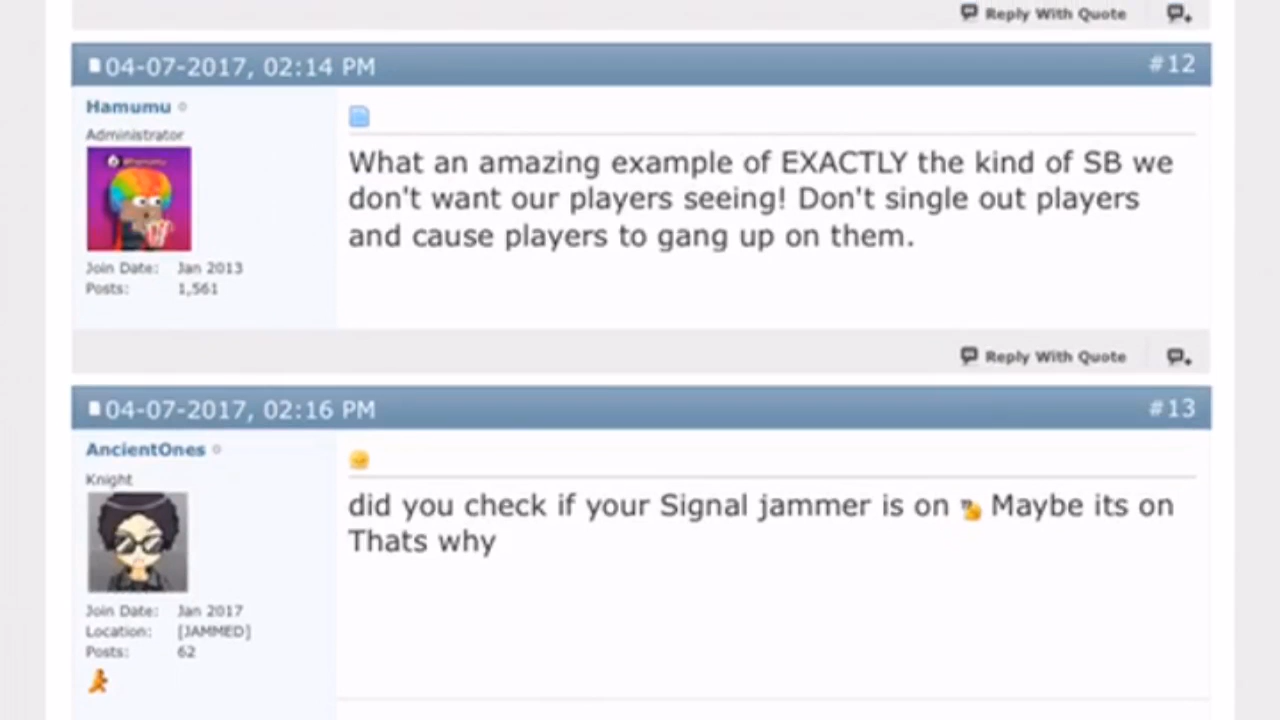 Reply With Quote
04-07-2017, 02:14 PM #12
Hamumu
Administrator
Join Date: Jan 2013
Posts: 1,561
What an amazing example of EXACTLY the kind of SB we
don't want our players seeing! Don't single out players
and cause players to gang up on them.
Reply With Quote
04-07-2017, 02:16 PM #13
AncientOnes
Knight
Join Date: Jan 2017
Location: [JAMMED]
Posts: 62
did you check if your Signal jammer is on Maybe its on
Thats why